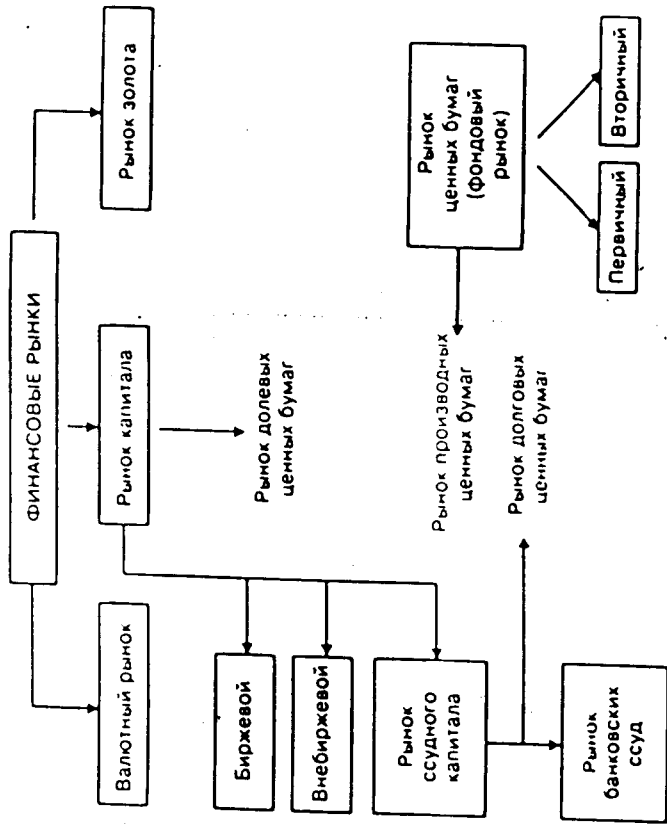 ФИНАНСОВЫЕ РЫНКИ
Валютный рынок
Рынок капитала
Рынок золота
Биржевой
Внебиржевой
Рынок
ссудного
капитала
Рынок
банковских
ссуд
Рынок долевых
ценных бумаг
Рынок производных
ценных бумаг
Рынок долговых
ценных бумаг
Рынок
ценных бумаг
(фондовый
рынок)
Первичный
Вторичный